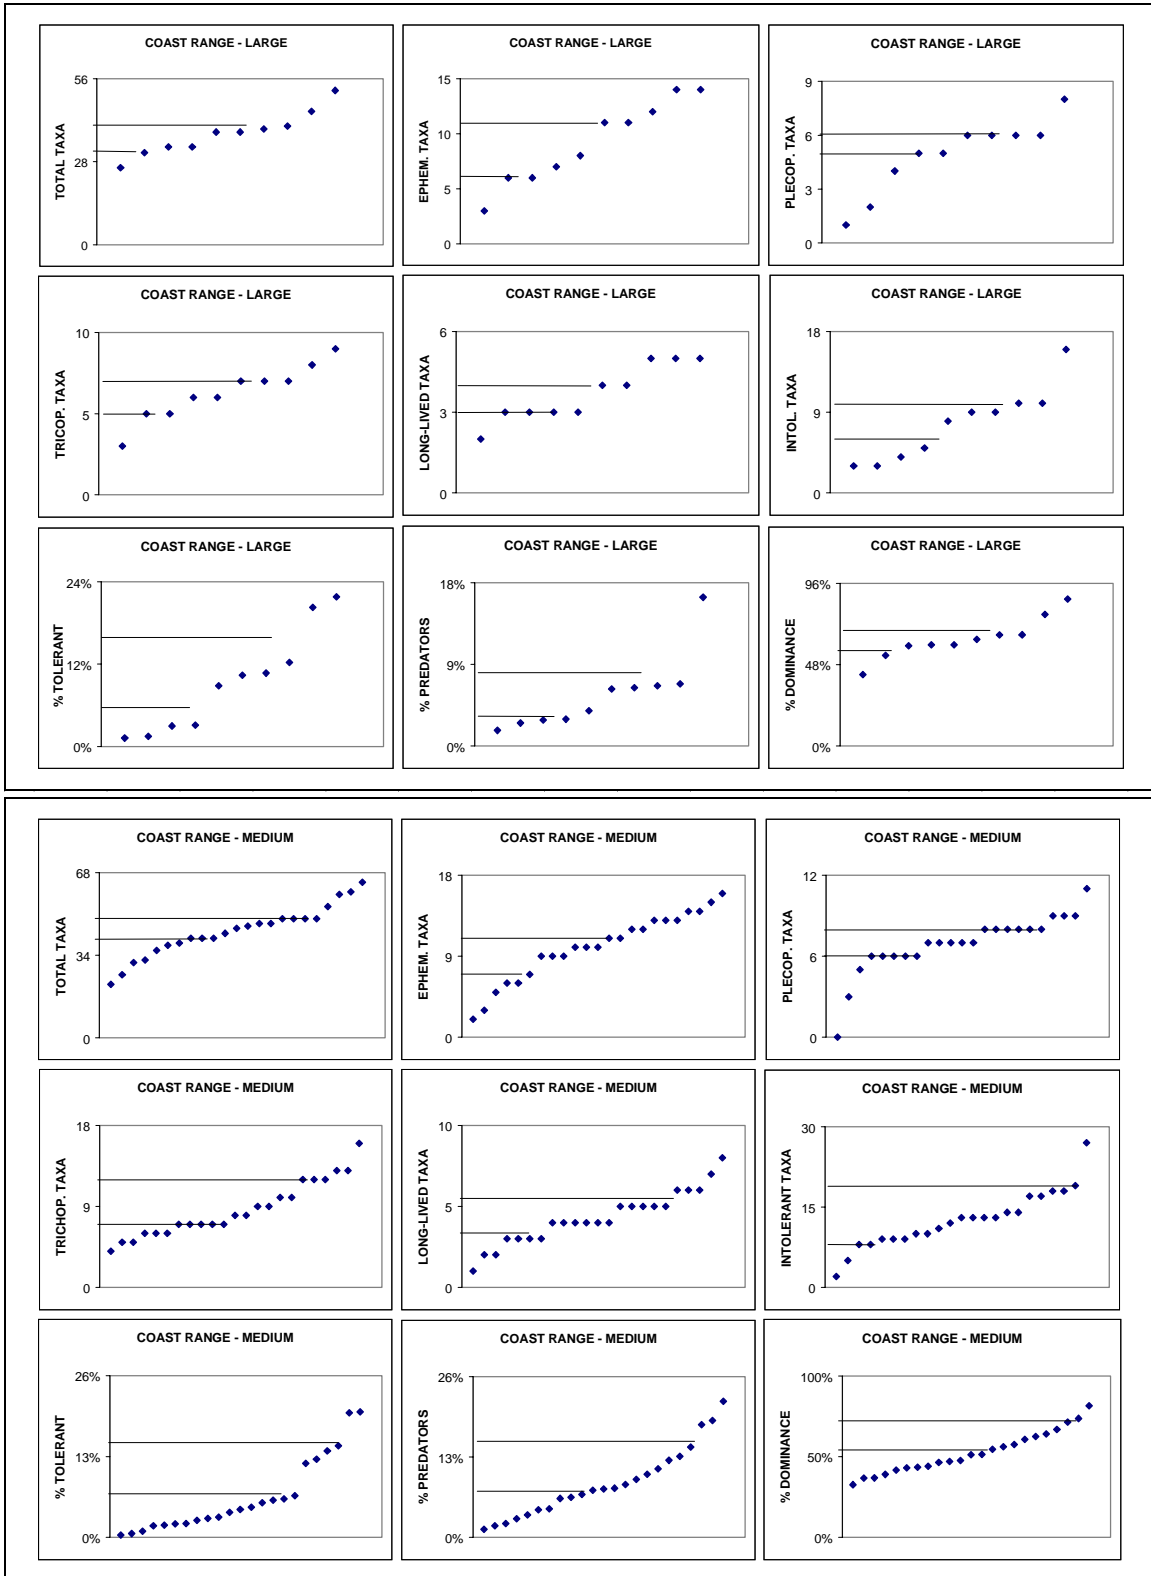 COAST RANGE - LARGE
TOTAL TAXA
56
28
0
COAST RANGE - LARGE
EPHEM. TAXA
15
10
5
0
COAST RANGE - LARGE
PLECOP. TAXA
9
6
3
0
COAST RANGE - LARGE
TRICOP. TAXA
10
5
0
COAST RANGE - LARGE
LONG-LIVED TAXA
6
3
0
COAST RANGE - LARGE
INTOL. TAXA
18
9
0
COAST RANGE - LARGE
% TOLERANT
24%
12%
0%
COAST RANGE - LARGE
% PREDATORS
18%
9%
0%
COAST RANGE - LARGE
% DOMINANCE
96%
48%
0%
COAST RANGE - MEDIUM
TOTAL TAXA
68
34
0
COAST RANGE - MEDIUM
EPHEM. TAXA
18
9
0
COAST RANGE - MEDIUM
PLECOP. TAXA
12
6
0
COAST RANGE - MEDIUM
TRICHOP. TAXA
18
9
0
COAST RANGE - MEDIUM
LONG-LIVED TAXA
10
5
0
COAST RANGE - MEDIUM
INTOLERANT TAXA
30
15
0
COAST RANGE - MEDIUM
% TOLERANT
26%
13%
0%
COAST RANGE - MEDIUM
% PREDATORS
26%
13%
0%
COAST RANGE - MEDIUM
% DOMINANCE
100%
50%
0%